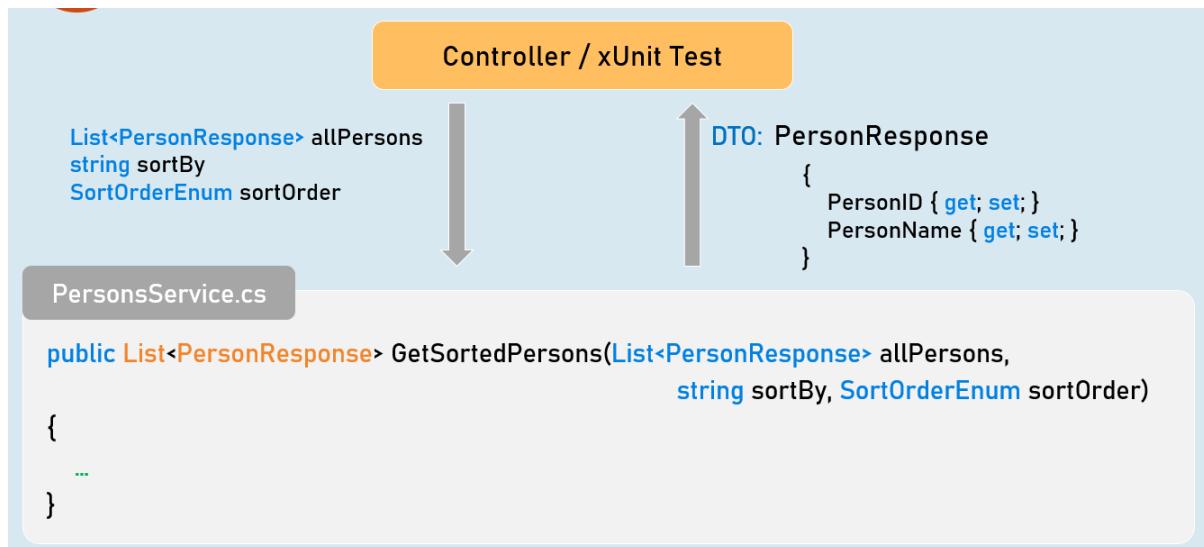 Controller / xUnit Test
List<PersonResponse> allPersons
string sortBy
SortOrderEnum sortOrder
DTO: PersonResponse
{
PersonID { get; set; }
PersonName { get; set; }
}
PersonsService.cs
public List<PersonResponse> GetSortedPersons(List<PersonResponse> allPersons,
string sortBy, SortOrderEnum sortOrder)
{
...
}